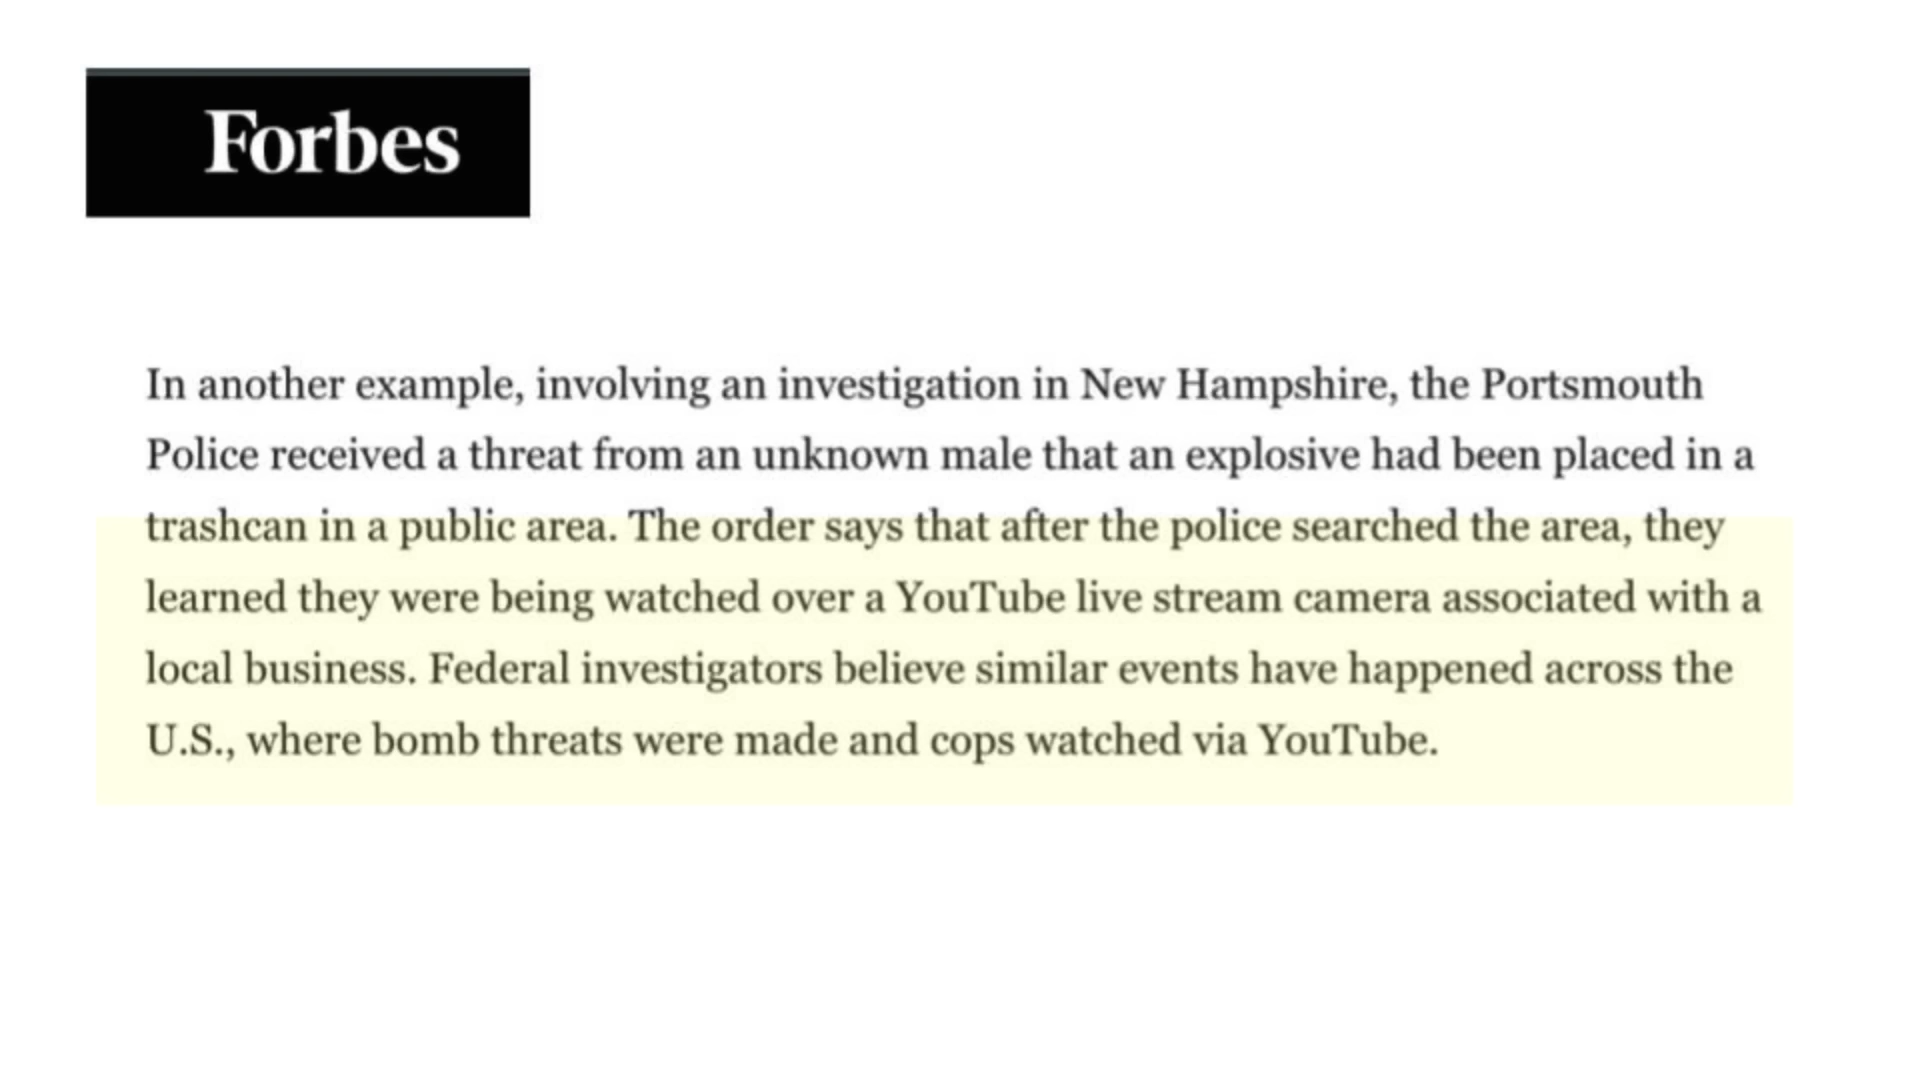 Forbes
In another example, involving an investigation in New Hampshire, the Portsmouth
Police received a threat from an unknown male that an explosive had been placed in a
trashcan in a public area. The order says that after the police searched the area, they
learned they were being watched over a YouTube live stream camera associated with a
local business. Federal investigators believe similar events have happened across the
U.S., where bomb threats were made and cops watched via YouTube.